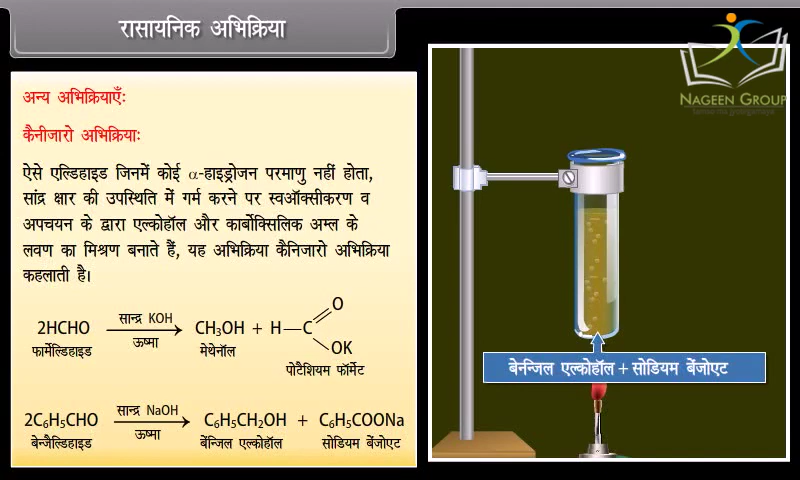 रासायनिक अभिक्रिया
NAGEEN GROUP
अन्य अभिक्रियाएँः
कैनीजारो अभिक्रियाः
ऐसे एल्डिहाइड जिनमें कोई α-हाइड्रोजन परमाणु नहीं होता,
सांद्र क्षार की उपस्थिति में गर्म करने पर स्वऑक्सीकरण व
अपचयन के द्वारा एल्कोहॉल और कार्बोक्सिलिक अम्ल के
लवण का मिश्रण बनाते हैं, यह अभिक्रिया कैनिजारो अभिक्रिया
कहलाती है।
O
सान्द्र KOH
2HCHO CH₃OH + H—C
ऊष्मा
OK
फार्मेल्डिहाइड मेथेनॉल
पोटैशियम फॉर्मेट
सान्द्र NaOH
2C₆H₅CHO C₆H₅CH₂OH + C₆H₅COONa
ऊष्मा
बेन्जैल्डिहाइड बेंन्जिल एल्कोहॉल सोडियम बेंजोएट
बेनन्जिल एल्कोहॉल + सोडियम बेंजोएट